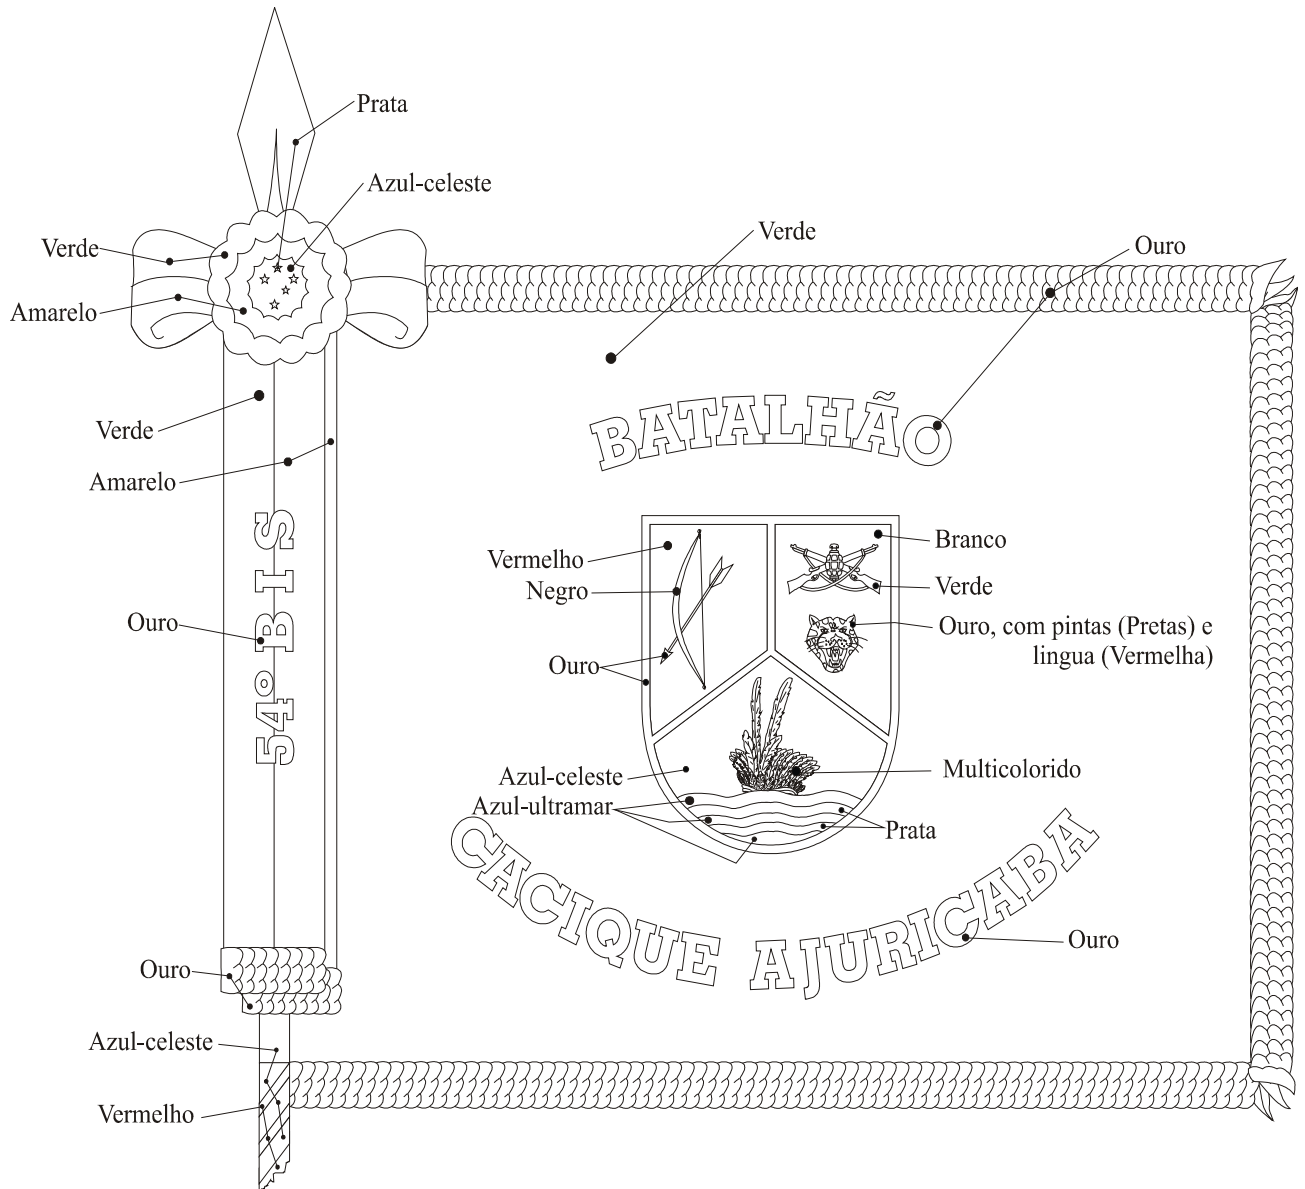 Prata
Azul-celeste
Verde
Verde
Ouro
Amarelo
BATALHÃO
Verde
Amarelo
54º BIS
Vermelho
Branco
Negro
Verde
Ouro
Ouro, com pintas (Pretas) e
lingua (Vermelha)
Ouro
Azul-celeste
Multicolorido
Azul-ultramar
Prata
CACIQUE AJURICABA
Ouro
Ouro
Azul-celeste
Vermelho